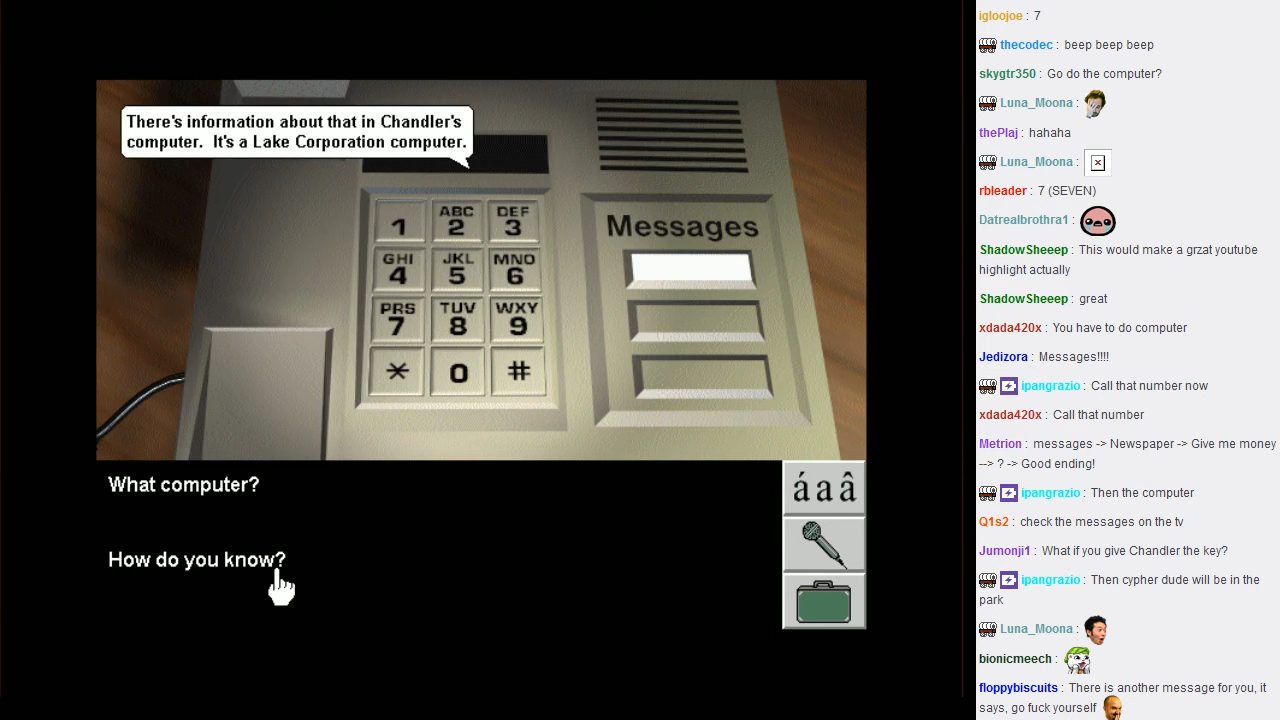 There's information about that in Chandler's
computer.  It's a Lake Corporation computer.
1
ABC
2
DEF
3
GHI
4
JKL
5
MNO
6
PRS
7
TUV
8
WXY
9
*
0
#
Messages
What computer?
How do you know?
á a â
igloojoe : 7
thecodec : beep beep beep
skygtr350 : Go do the computer?
Luna_Moona :
thePlaj : hahaha
Luna_Moona :
rbleader : 7 (SEVEN)
Datrealbrothra1 :
ShadowSheeep : This would make a grzat youtube
highlight actually
ShadowSheeep : great
xdada420x : You have to do computer
Jedizora : Messages!!!!
ipangrazio : Call that number now
xdada420x : Call that number
Metrion : messages -> Newspaper -> Give me money
--> ? -> Good ending!
ipangrazio : Then the computer
Q1s2 : check the messages on the tv
Jumonji1 : What if you give Chandler the key?
ipangrazio : Then cypher dude will be in the
park
Luna_Moona :
bionicmeech :
floppybiscuits : There is another message for you, it
says, go fuck yourself